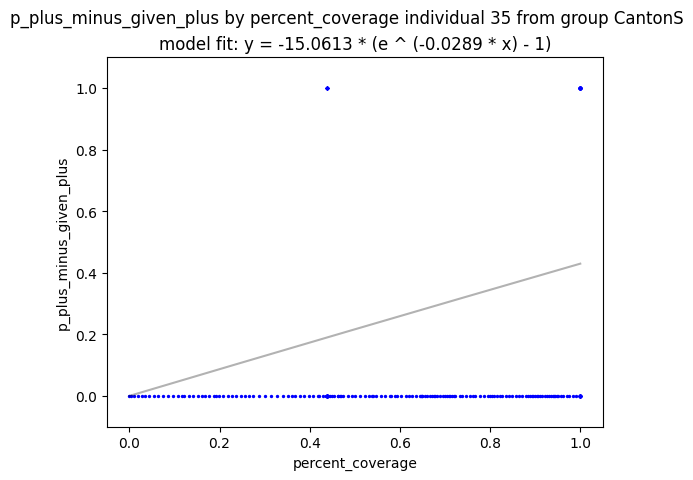 p_plus_minus_given_plus by percent_coverage individual 35 from group CantonS
model fit: y = -15.0613 * (e ^ (-0.0289 * x) - 1)
p_plus_minus_given_plus
1.0
0.8
0.6
0.4
0.2
0.0
0.0 0.2 0.4 0.6 0.8 1.0
percent_coverage